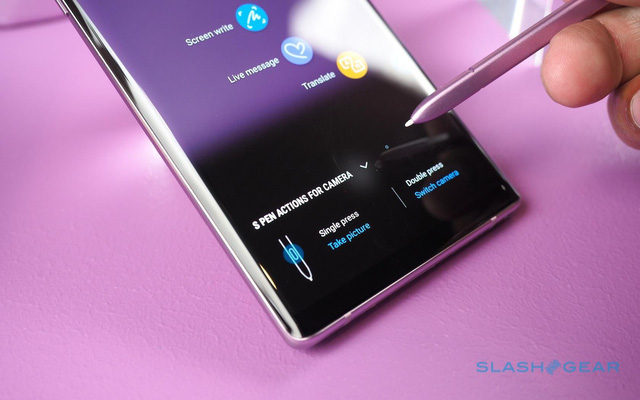 Screen write
Live message
Translate
S PEN ACTIONS FOR CAMERA
Single press
Take picture
Double press
Switch camera
SLASHGEAR